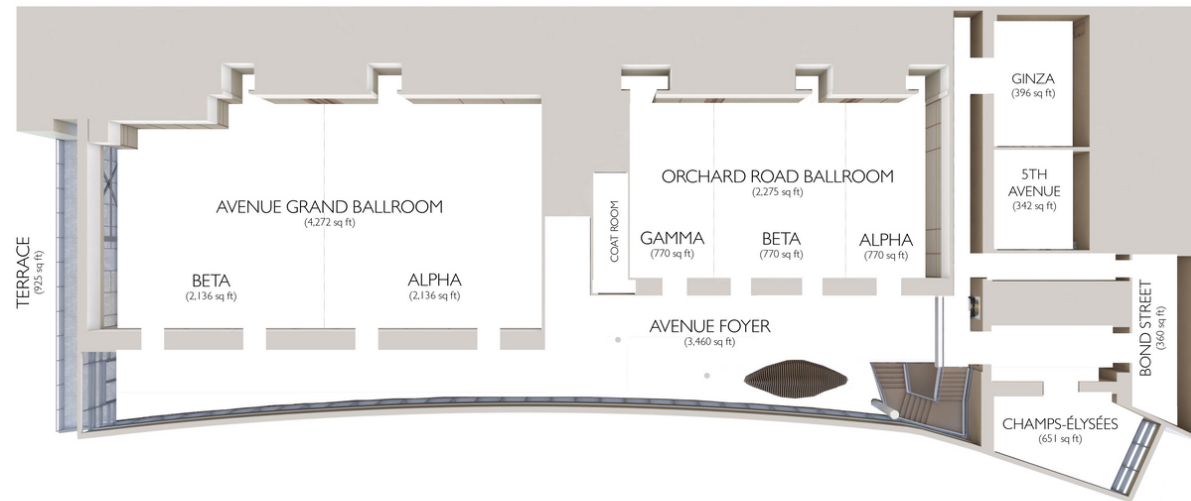 TERRACE
(925 sq ft)
AVENUE GRAND BALLROOM
(4,272 sq ft)
BETA
(2,136 sq ft)
ALPHA
(2,136 sq ft)
COAT ROOM
ORCHARD ROAD BALLROOM
(2,275 sq ft)
GAMMA
(770 sq ft)
BETA
(770 sq ft)
ALPHA
(770 sq ft)
AVENUE FOYER
(3,460 sq ft)
GINZA
(396 sq ft)
5TH
AVENUE
(342 sq ft)
BOND STREET
(360 sq ft)
CHAMPS-ÉLYSÉES
(651 sq ft)